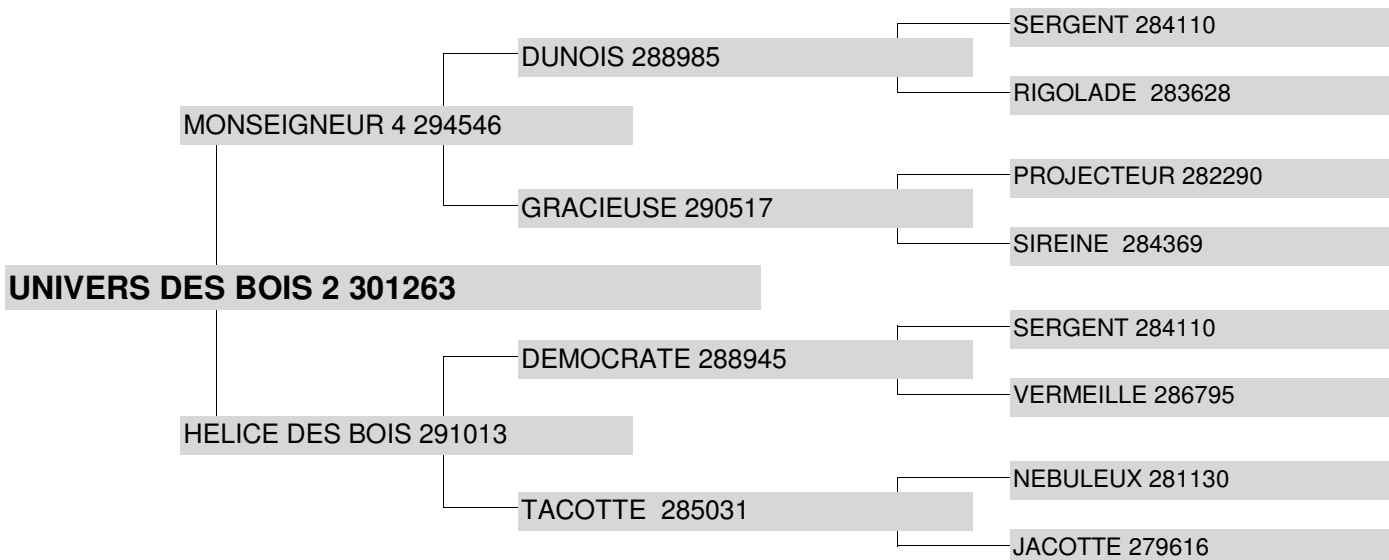 SERGENT 284110
DUNOIS 288985
RIGOLADE  283628
MONSEIGNEUR 4 294546
PROJECTEUR 282290
GRACIEUSE 290517
SIREINE  284369
UNIVERS DES BOIS 2 301263
SERGENT 284110
DEMOCRATE 288945
VERMEILLE 286795
HELICE DES BOIS 291013
NEBULEUX 281130
TACOTTE  285031
JACOTTE 279616